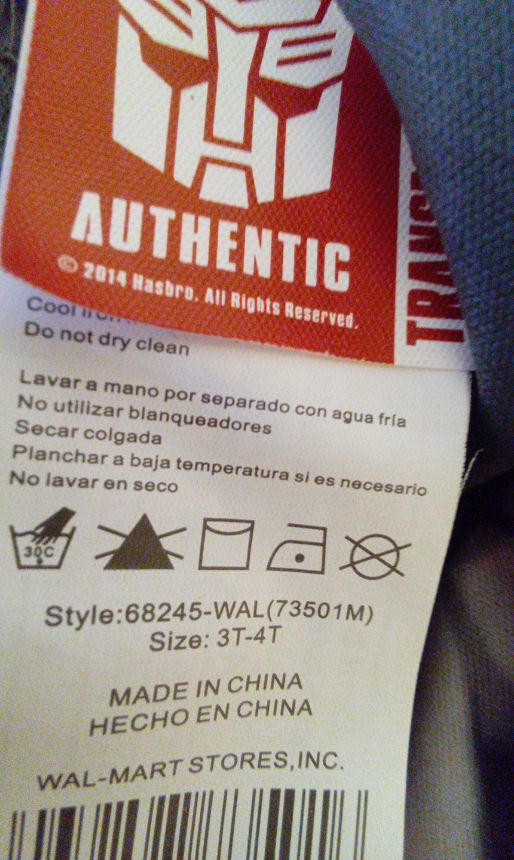 AUTHENTIC
© 2014 Hasbro. All Rights Reserved.
Cool
Do not dry clean
Lavar a mano por separado con agua fría
No utilizar blanqueadores
Secar colgada
Planchar a baja temperatura si es necesario
No lavar en seco
30C
Style:68245-WAL(73501M)
Size: 3T-4T
MADE IN CHINA
HECHO EN CHINA
WAL-MART STORES,INC.